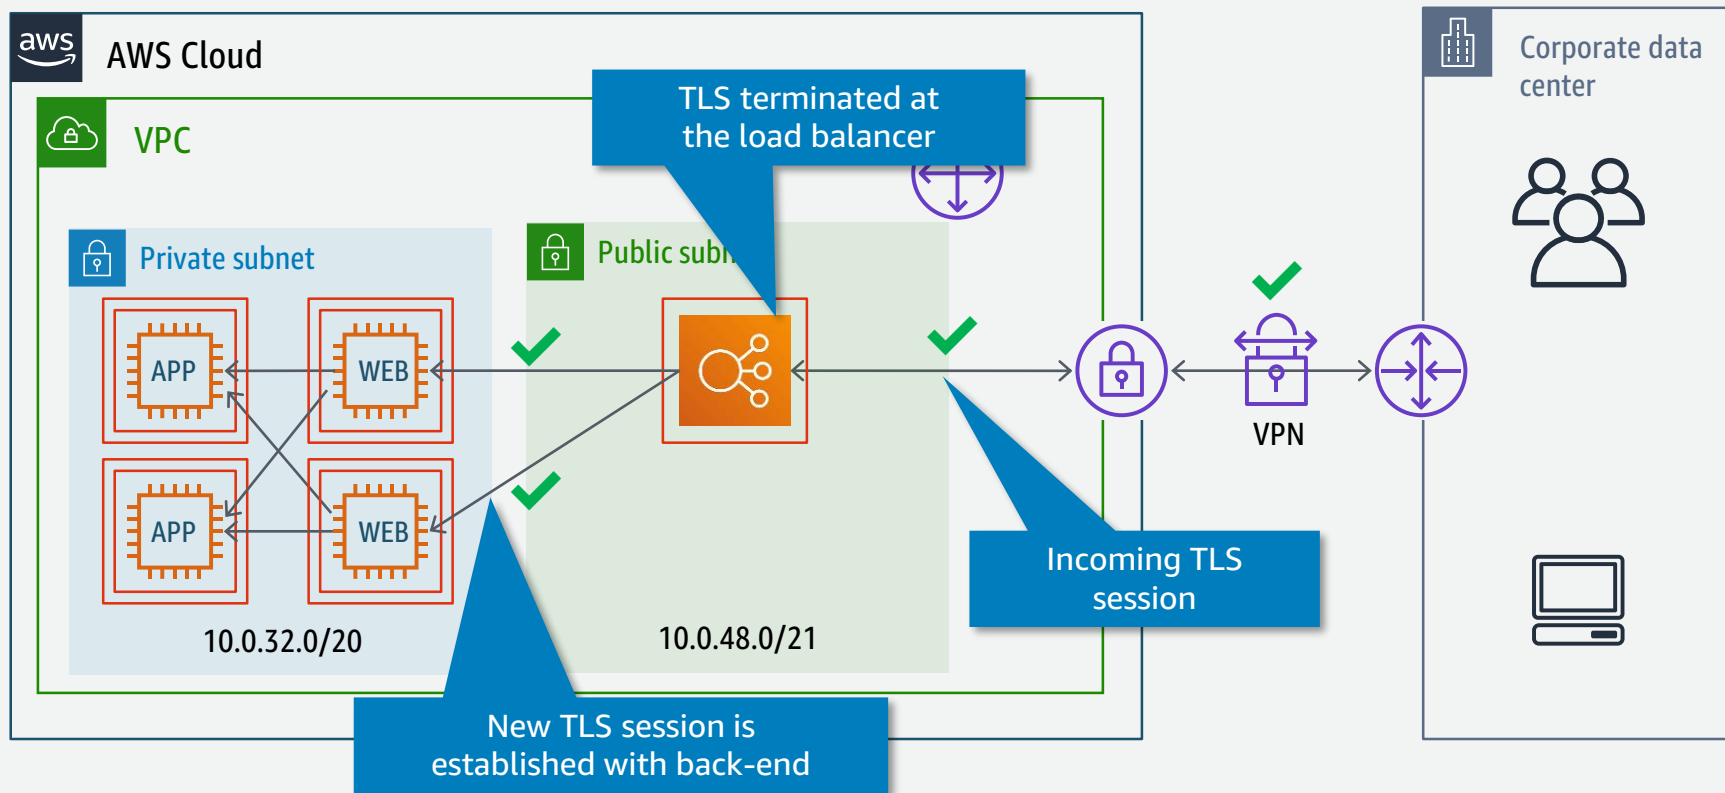 aws
AWS Cloud
Corporate data
center
TLS terminated at
the load balancer
VPC
Private subnet
Public
APP
WEB
VPN
APP
WEB
Incoming TLS
session
10.0.32.0/20
10.0.48.0/21
New TLS session is
established with back-end